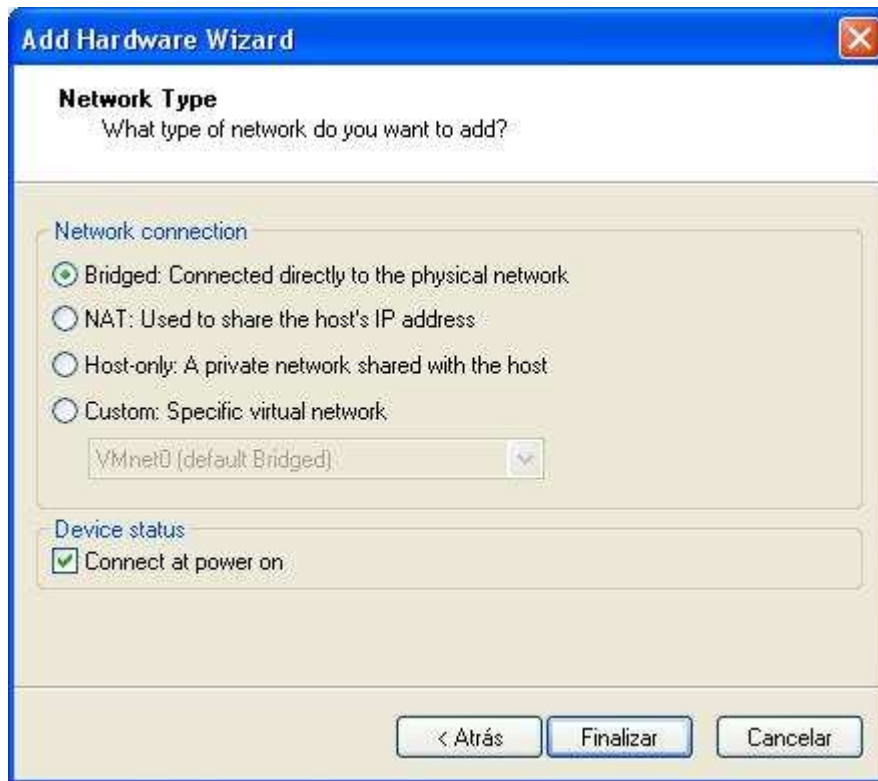 Add Hardware Wizard
Network Type
What type of network do you want to add?
Network connection
Bridged: Connected directly to the physical network
NAT: Used to share the host's IP address
Host-only: A private network shared with the host
Custom: Specific virtual network
VMnet0 (default Bridged)
Device status
Connect at power on
< Atrás Finalizar Cancelar